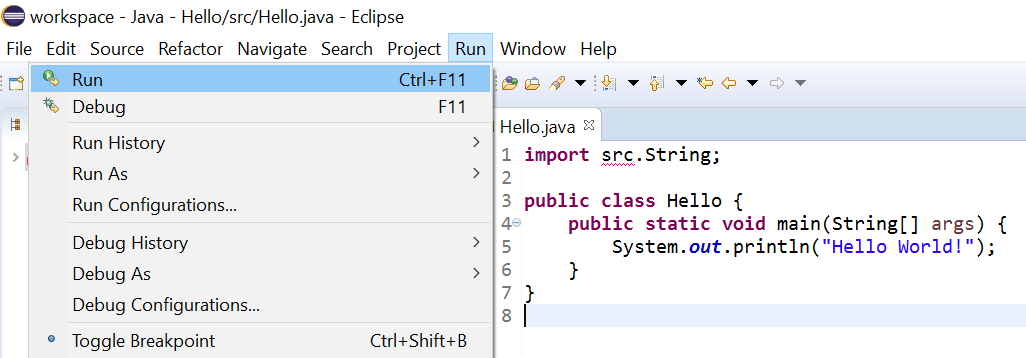 workspace - Java - Hello/src/Hello.java - Eclipse
File Edit Source Refactor Navigate Search Project Run Window Help
Run Ctrl+F11
Debug F11
Run History
Run As
Run Configurations...
Debug History
Debug As
Debug Configurations...
Toggle Breakpoint Ctrl+Shift+B
Hello.java
1 import src.String;
2
3 public class Hello {
4 public static void main(String[] args) {
5 System.out.println("Hello World!");
6 }
7 }
8